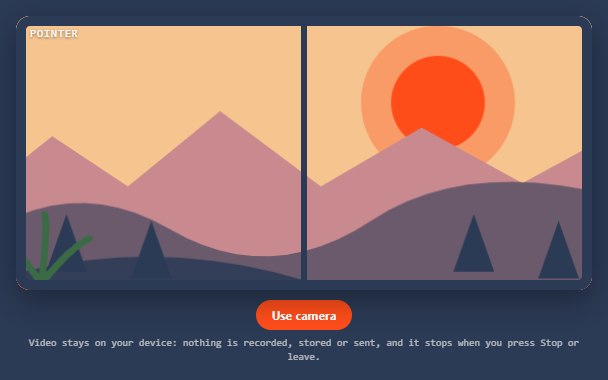 POINTER
Use camera
Video stays on your device: nothing is recorded, stored or sent, and it stops when you press Stop or
leave.